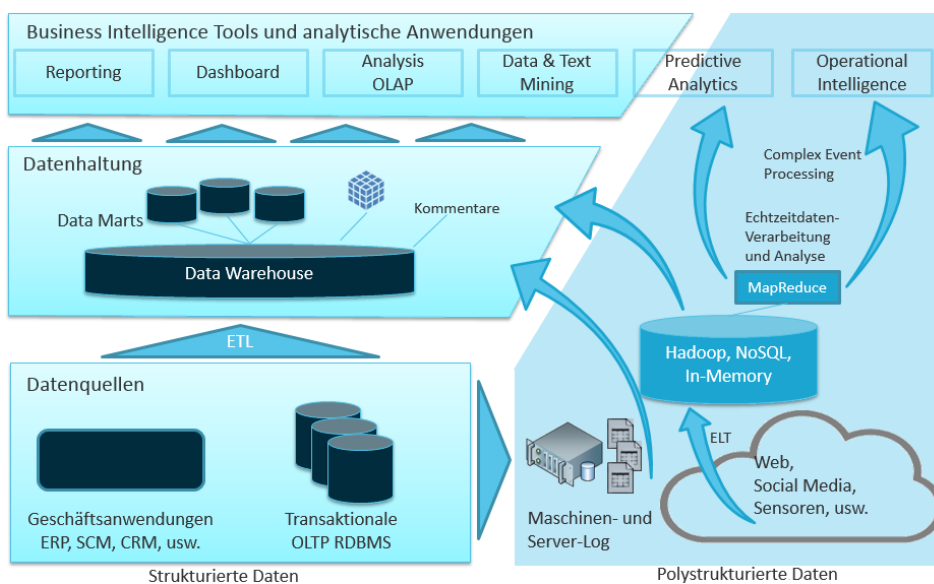 Business Intelligence Tools und analytische Anwendungen
Reporting
Dashboard
Analysis
OLAP
Data & Text
Mining
Predictive
Analytics
Operational
Intelligence
Datenhaltung
Data Marts
Kommentare
Data Warehouse
Complex Event
Processing
Echtzeitdaten-
Verarbeitung
und Analyse
MapReduce
Hadoop, NoSQL,
In-Memory
ETL
Datenquellen
Geschäftsanwendungen
ERP, SCM, CRM, usw.
Transaktionale
OLTP RDBMS
Maschinen- und
Server-Log
ELT
Web,
Social Media,
Sensoren, usw.
Strukturierte Daten
Polystrukturierte Daten